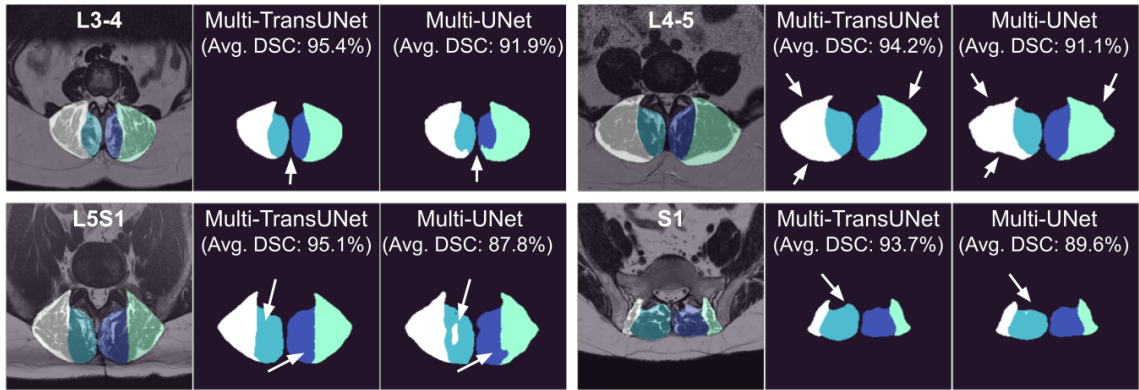 L3-4
Multi-TransUNet
(Avg. DSC: 95.4%)
Multi-UNet
(Avg. DSC: 91.9%)
L4-5
Multi-TransUNet
(Avg. DSC: 94.2%)
Multi-UNet
(Avg. DSC: 91.1%)
L5S1
Multi-TransUNet
(Avg. DSC: 95.1%)
Multi-UNet
(Avg. DSC: 87.8%)
S1
Multi-TransUNet
(Avg. DSC: 93.7%)
Multi-UNet
(Avg. DSC: 89.6%)